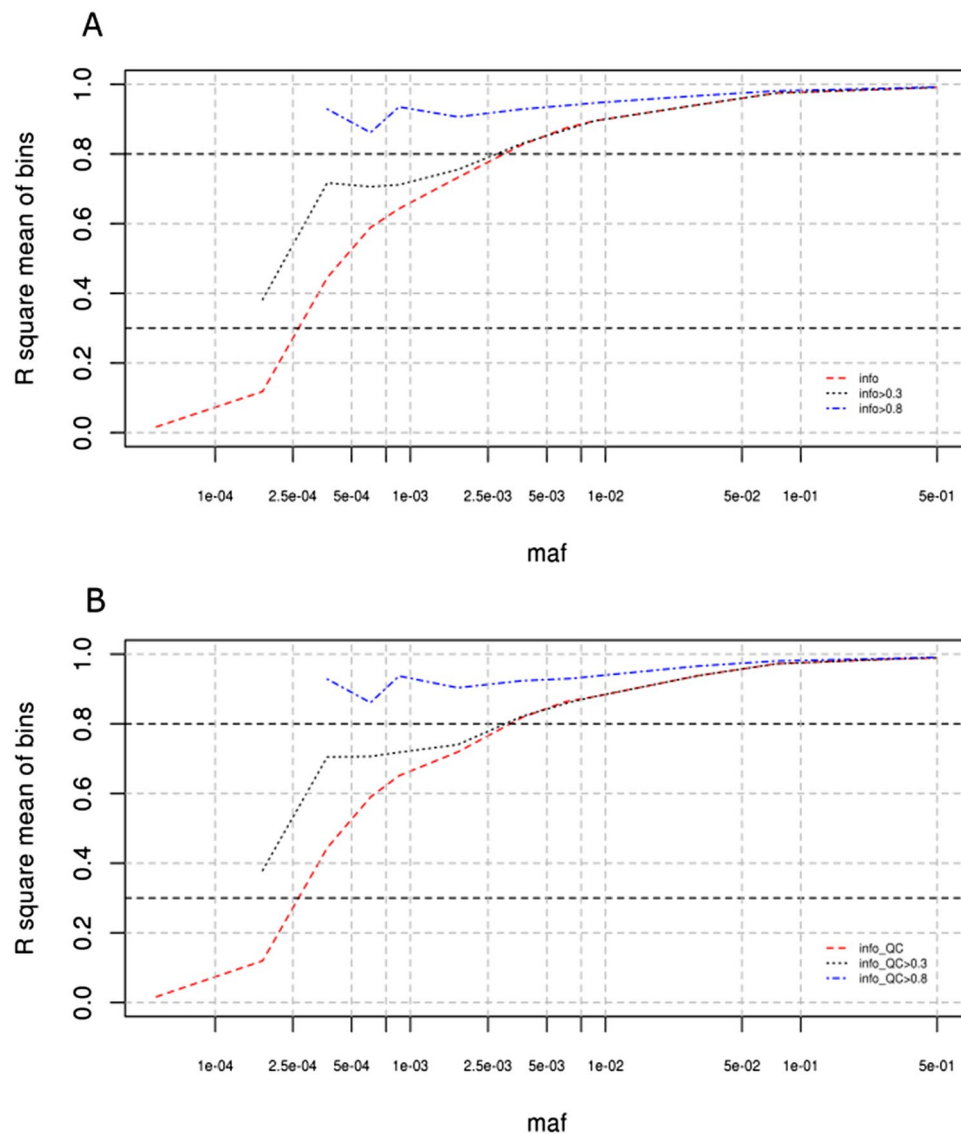 A
R square mean of bins
1.0
0.8
0.6
0.4
0.2
0.0
info
info>0.3
info>0.8
1e-04 2.5e-04 5e-04 1e-03 2.5e-03 5e-03 1e-02 5e-02 1e-01 5e-01
maf
B
R square mean of bins
1.0
0.8
0.6
0.4
0.2
0.0
info_QC
info_QC>0.3
info_QC>0.8
1e-04 2.5e-04 5e-04 1e-03 2.5e-03 5e-03 1e-02 5e-02 1e-01 5e-01
maf